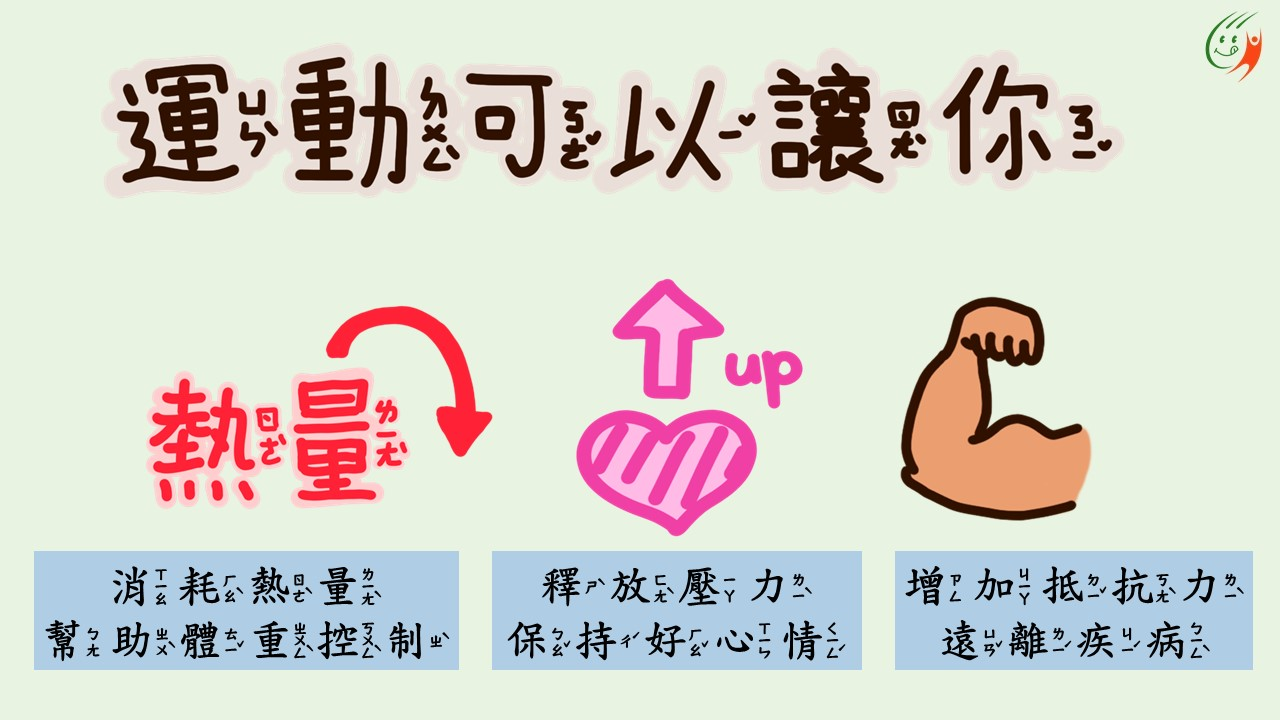 運動可以讓你
熱量
up
消耗熱量
幫助體重控制
釋放壓力
保持好心情
增加抵抗力
遠離疾病